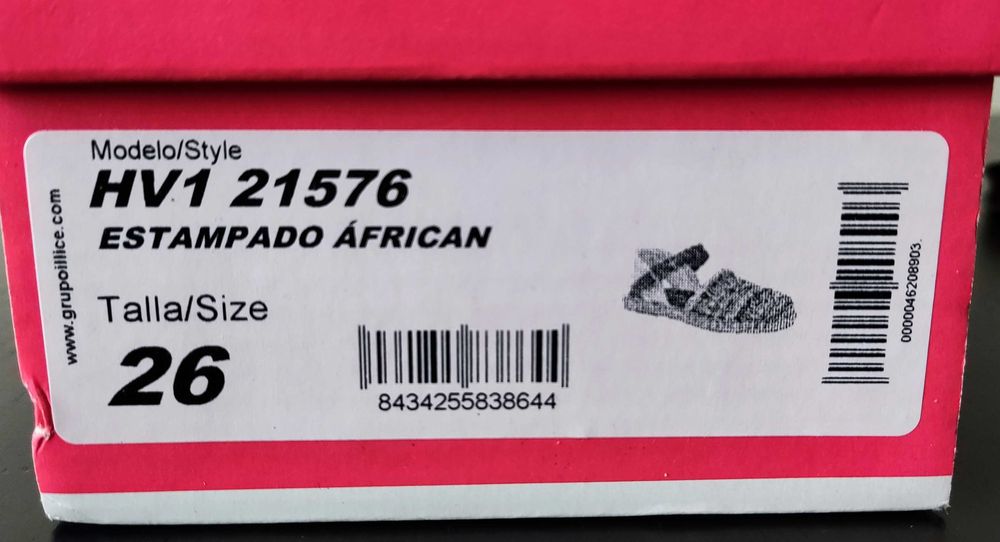 Modelo/Style
HV1 21576
ESTAMPADO ÁFRICAN
www.grupoillice.com
Talla/Size
26
8434255838644
0000046208903.